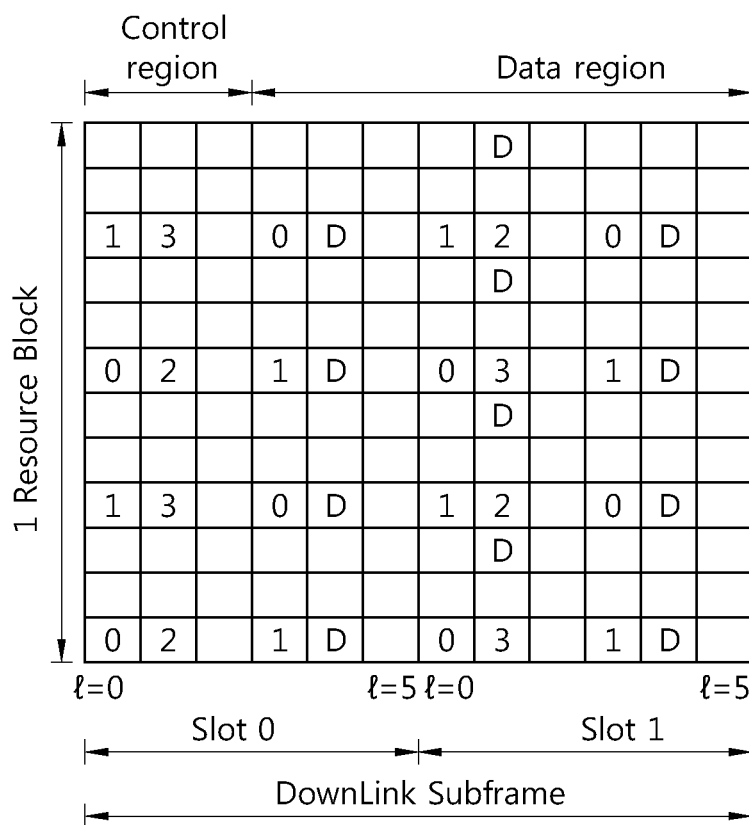 Control
region
Data region
D
1 3 0 D 1 2 0 D
D
0 2 1 D 0 3 1 D
D
1 3 0 D 1 2 0 D
D
0 2 1 D 0 3 1 D
1 Resource Block
ℓ=0 ℓ=5 ℓ=0 ℓ=5
Slot 0 Slot 1
DownLink Subframe